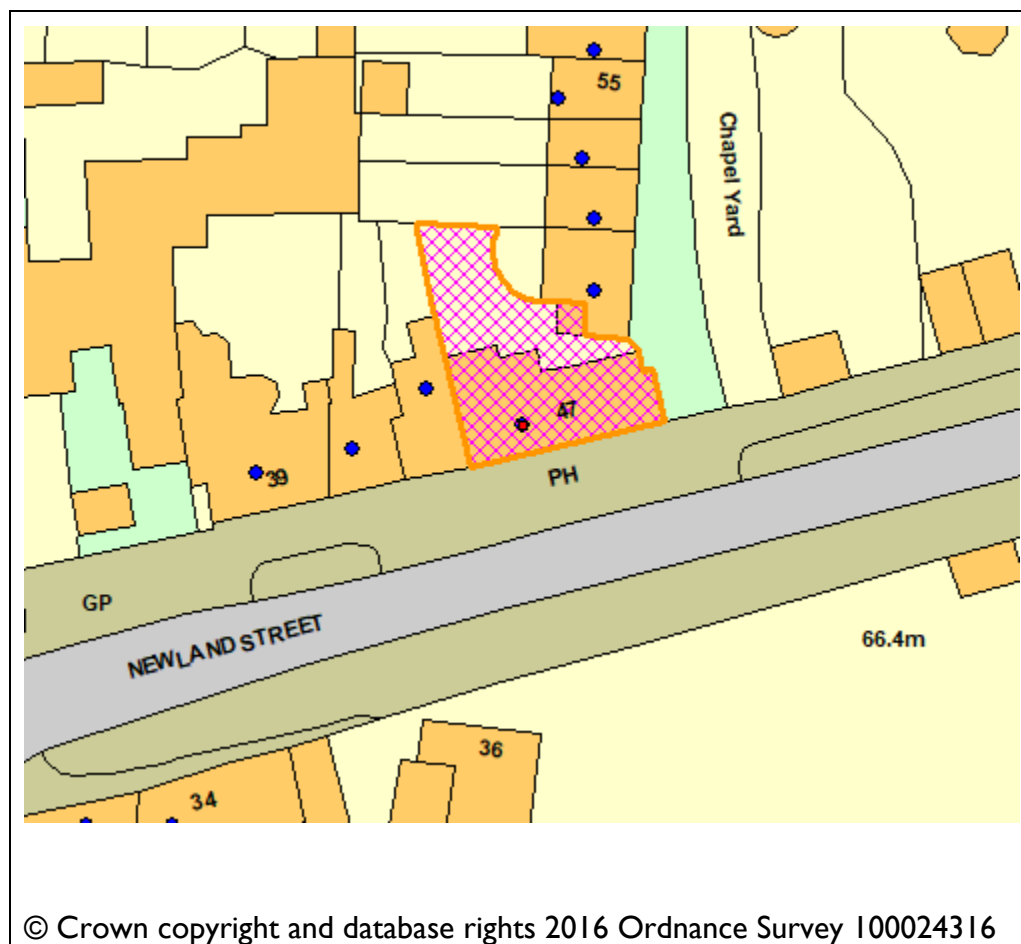 55
Chapel Yard
47
PH
39
GP
NEWLAND STREET
66.4m
36
34
© Crown copyright and database rights 2016 Ordnance Survey 100024316